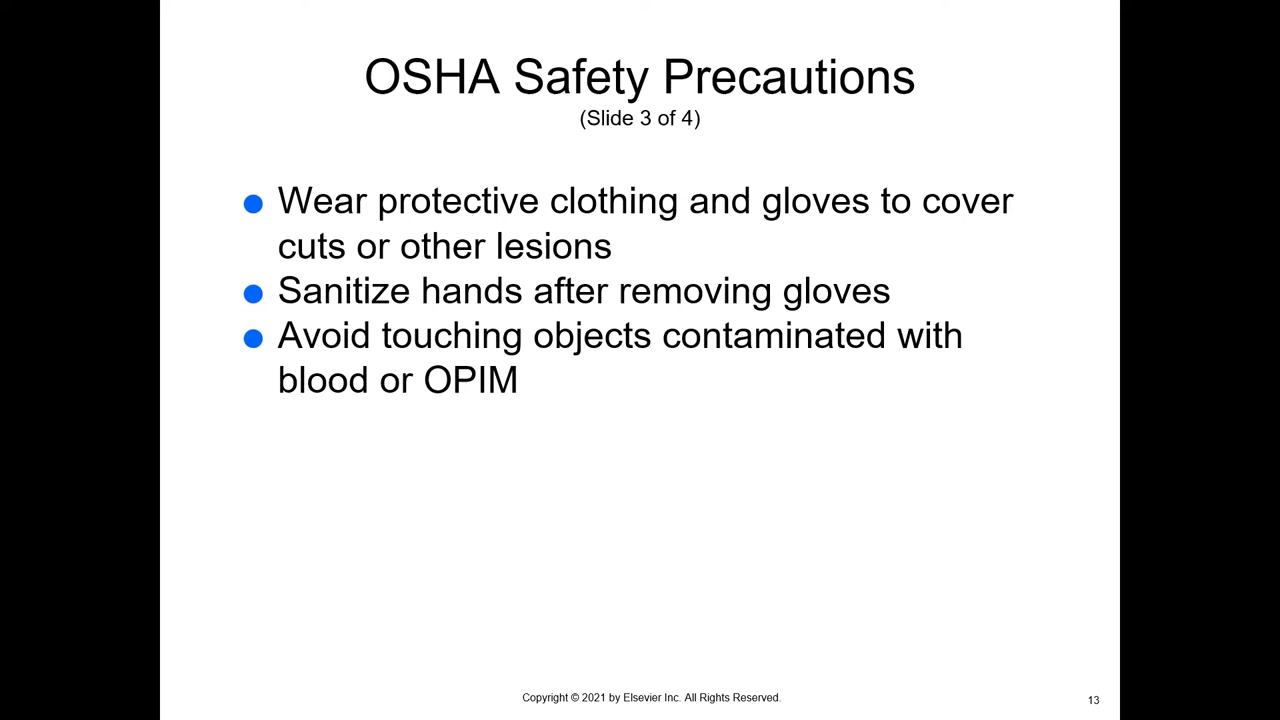 OSHA Safety Precautions
(Slide 3 of 4)
Wear protective clothing and gloves to cover
cuts or other lesions
Sanitize hands after removing gloves
Avoid touching objects contaminated with
blood or OPIM
Copyright © 2021 by Elsevier Inc. All Rights Reserved.
13